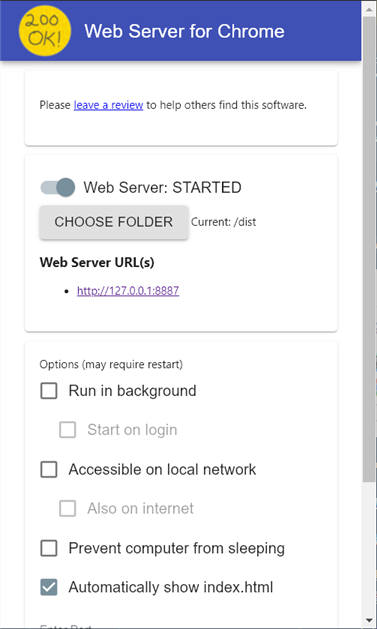 200
OK!
Web Server for Chrome
Please leave a review to help others find this software.
Web Server: STARTED
CHOOSE FOLDER Current: /dist
Web Server URL(s)
http://127.0.0.1:8887
Options (may require restart)
Run in background
Start on login
Accessible on local network
Also on internet
Prevent computer from sleeping
Automatically show index.html
Enter Port